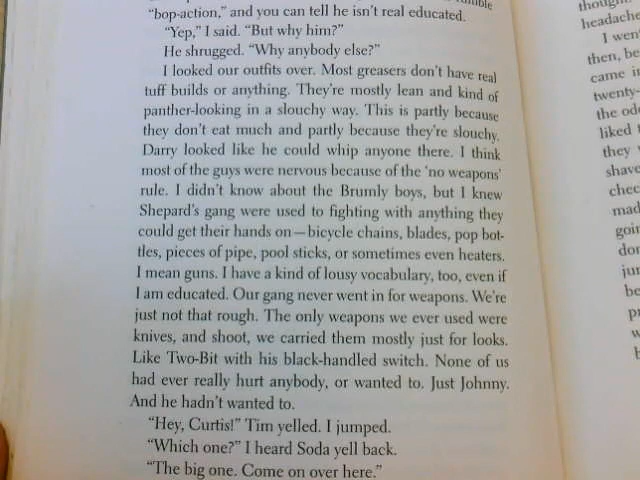 "bop-action," and you can tell he isn't real educated.
"Yep," I said. "But why him?"
He shrugged. "Why anybody else?"
I looked our outfits over. Most greasers don't have real
tuff builds or anything. They're mostly lean and kind of
panther-looking in a slouchy way. This is partly because
they don't eat much and partly because they're slouchy.
Darry looked like he could whip anyone there. I think
most of the guys were nervous because of the 'no weapons'
rule. I didn't know about the Brumly boys, but I knew
Shepard's gang were used to fighting with anything they
could get their hands on—bicycle chains, blades, pop bot-
tles, pieces of pipe, pool sticks, or sometimes even heaters.
I mean guns. I have a kind of lousy vocabulary, too, even if
I am educated. Our gang never went in for weapons. We're
just not that rough. The only weapons we ever used were
knives, and shoot, we carried them mostly just for looks.
Like Two-Bit with his black-handled switch. None of us
had ever really hurt anybody, or wanted to. Just Johnny.
And he hadn't wanted to.
"Hey, Curtis!" Tim yelled. I jumped.
"Which one?" I heard Soda yell back.
"The big one. Come on over here."
though
headache
I went
then, be
came in
twenty-
the odd
liked t
they
shave
chec
mad
goin
don
jur
be